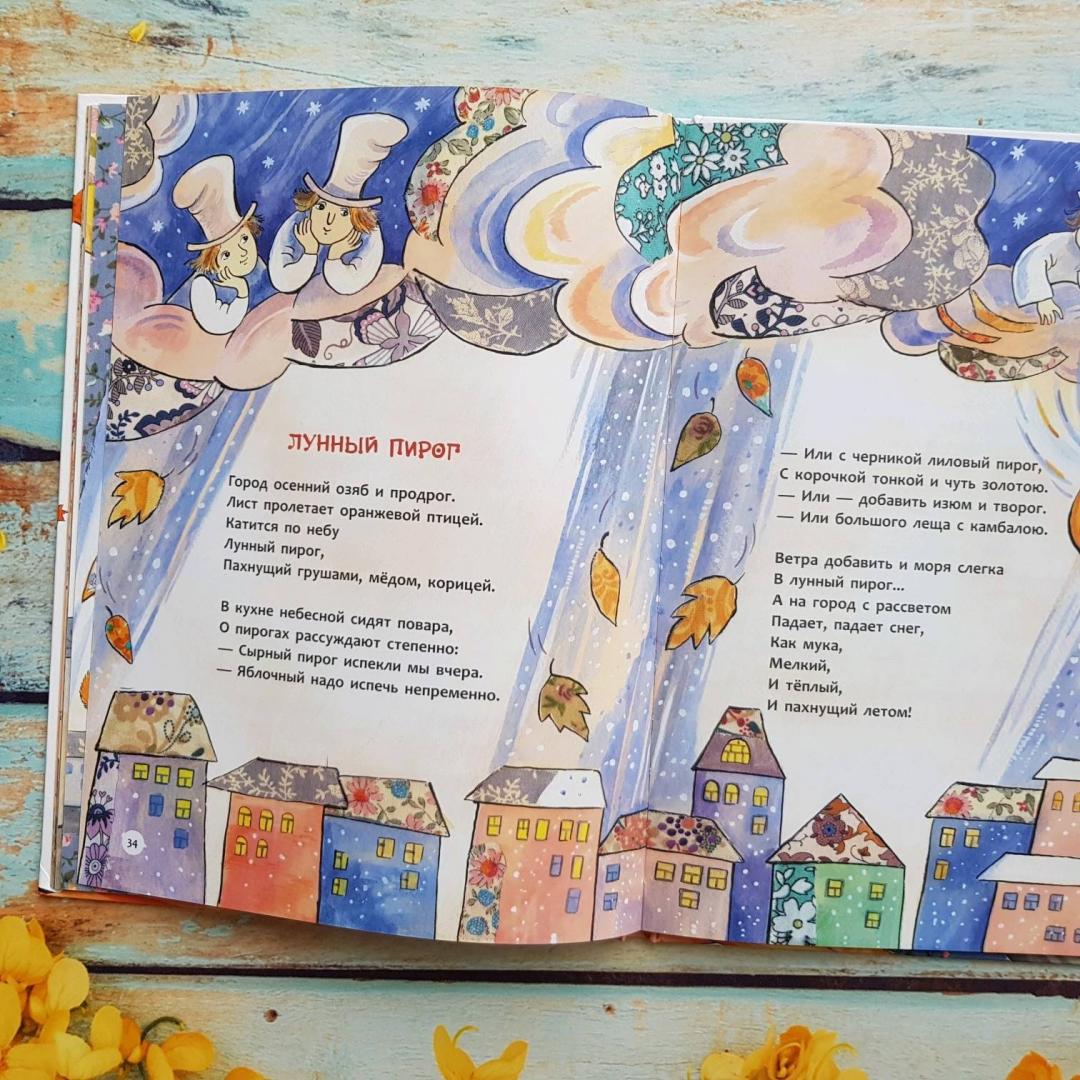 ЛУННЫЙ ПИРОГ
Город осенний озяб и продрог.
Лист пролетает оранжевой птицей.
Катится по небу
Лунный пирог,
Пахнущий грушами, мёдом, корицей.
В кухне небесной сидят повара,
О пирогах рассуждают степенно:
— Сырный пирог испекли мы вчера.
— Яблочный надо испечь непременно.
34
— Или с черникой лиловый пирог,
С корочкой тонкой и чуть золотою.
— Или — добавить изюм и творог.
— Или большого леща с камбалою.
Ветра добавить и моря слегка
В лунный пирог...
А на город с рассветом
Падает, падает снег,
Как мука,
Мелкий,
И тёплый,
И пахнущий летом!